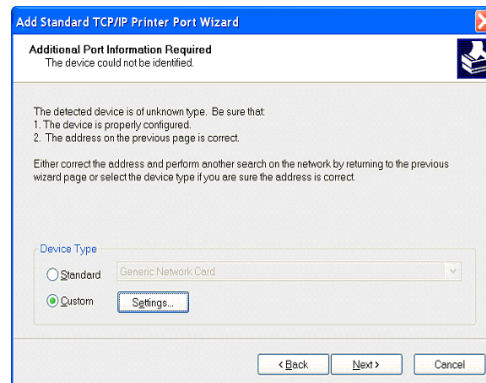 Add Standard TCP/IP Printer Port Wizard
Additional Port Information Required
The device could not be identified.
The detected device is of unknown type. Be sure that:
1. The device is properly configured.
2. The address on the previous page is correct.
Either correct the address and perform another search on the network by returning to the previous
wizard page or select the device type if you are sure the address is correct.
Device Type
Standard
Generic Network Card
Custom
Settings...
< Back
Next >
Cancel